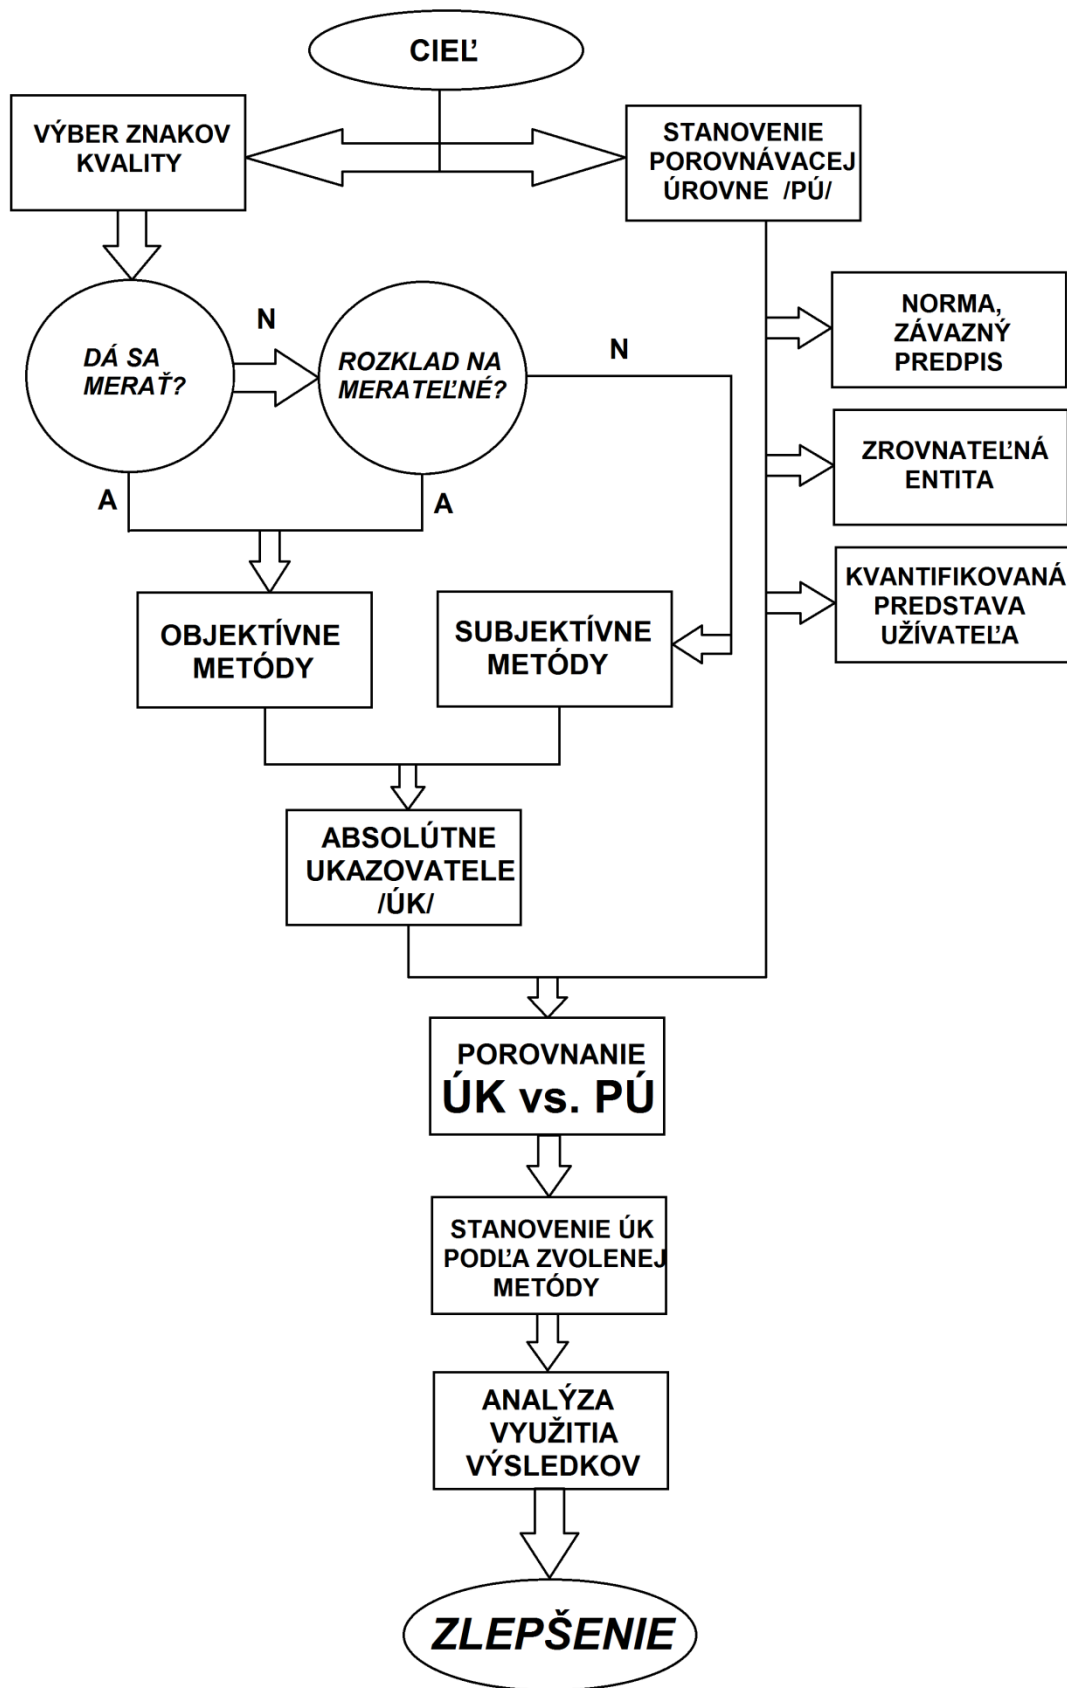 CIEĽ
VÝBER ZNAKOV
KVALITY
STANOVENIE
POROVNÁVACEJ
ÚROVNE /PÚ/
DÁ SA
MERAŤ?
N
ROZKLAD NA
MERATEĽNÉ?
N
NORMA,
ZÁVAZNÝ
PREDPIS
ZROVNATEĽNÁ
ENTITA
KVANTIFIKOVANÁ
PREDSTAVA
UŽÍVATEĽA
A
A
OBJEKTÍVNE
METÓDY
SUBJEKTÍVNE
METÓDY
ABSOLÚTNE
UKAZOVATELE
/ÚK/
POROVNANIE
ÚK vs. PÚ
STANOVENIE ÚK
PODĽA ZVOLENEJ
METÓDY
ANALÝZA
VYUŽITIA
VÝSLEDKOV
ZLEPŠENIE